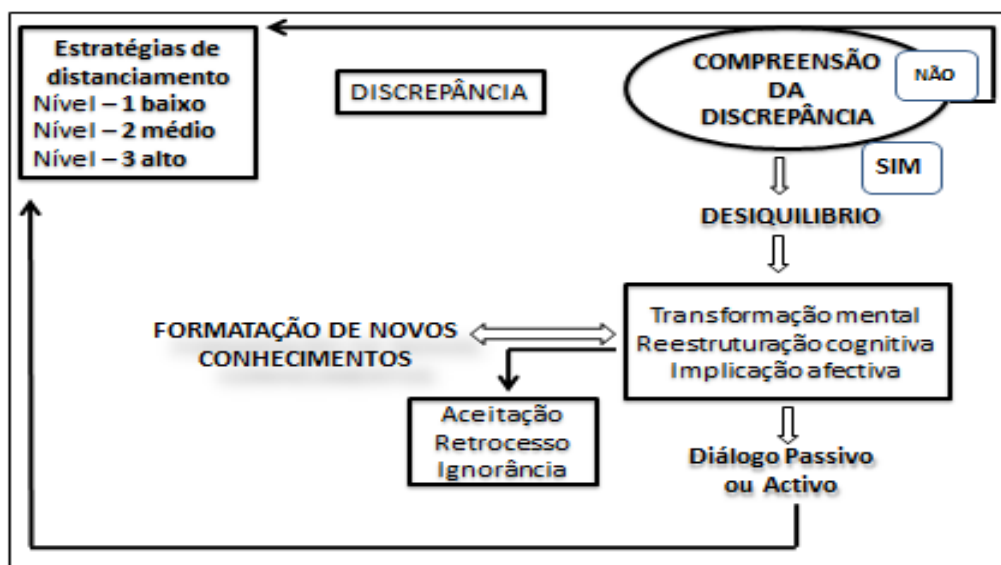 Estratégias de
distanciamento
Nível – 1 baixo
Nível – 2 médio
Nível – 3 alto
DISCREPÂNCIA
COMPREENSÃO
DA
DISCREPÂNCIA
NÃO
SIM
DESIQUILIBRIO
Transformação mental
Reestruturação cognitiva
Implicação afectiva
FORMATAÇÃO DE NOVOS
CONHECIMENTOS
Aceitação
Retrocesso
Ignorância
Diálogo Passivo
ou Activo